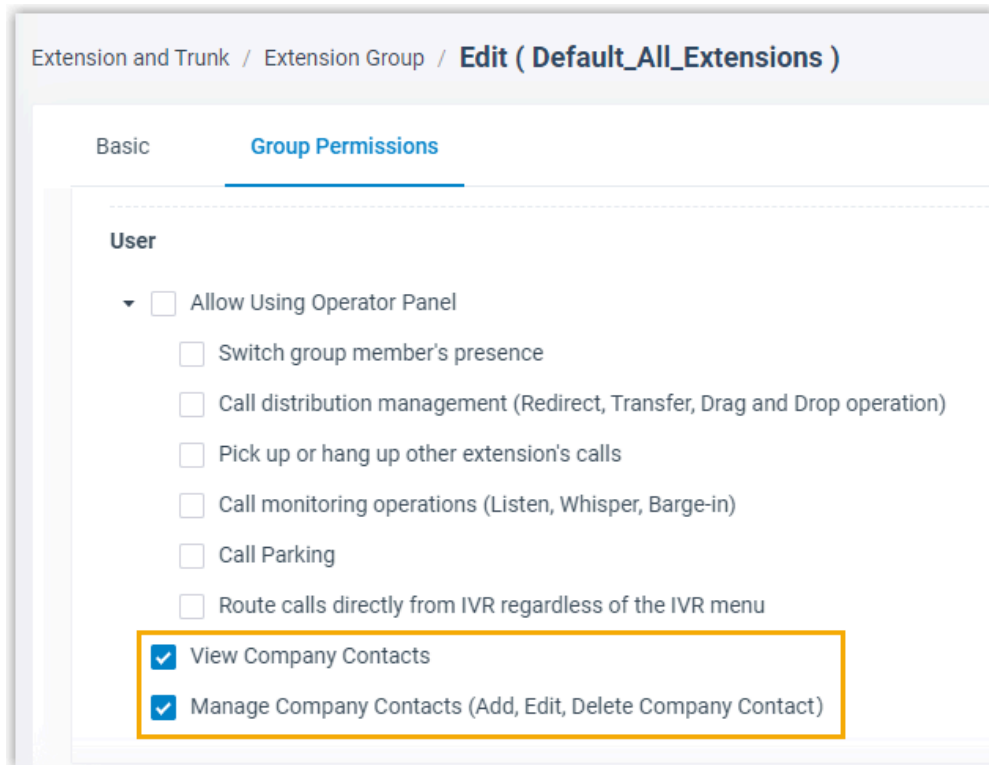 Extension and Trunk / Extension Group / Edit ( Default_All_Extensions )
Basic Group Permissions
User
Allow Using Operator Panel
Switch group member's presence
Call distribution management (Redirect, Transfer, Drag and Drop operation)
Pick up or hang up other extension's calls
Call monitoring operations (Listen, Whisper, Barge-in)
Call Parking
Route calls directly from IVR regardless of the IVR menu
View Company Contacts
Manage Company Contacts (Add, Edit, Delete Company Contact)